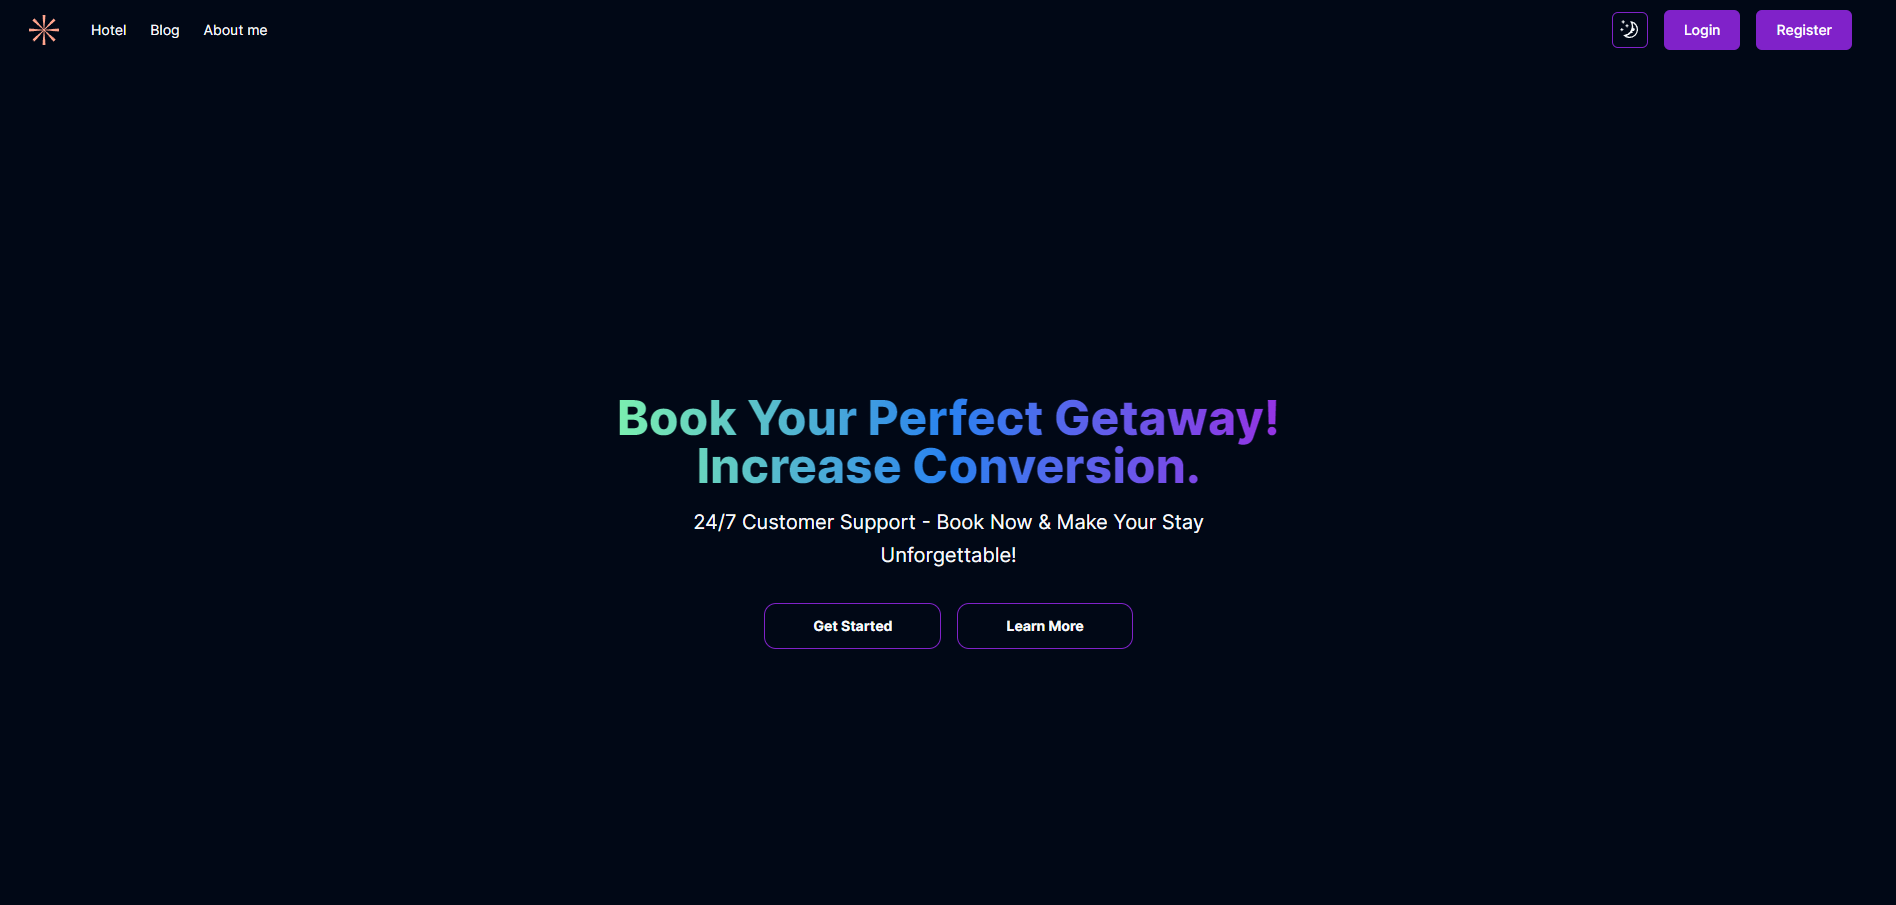 Hotel Blog About me Login Register
Book Your Perfect Getaway!
Increase Conversion.
24/7 Customer Support - Book Now & Make Your Stay
Unforgettable!
Get Started Learn More